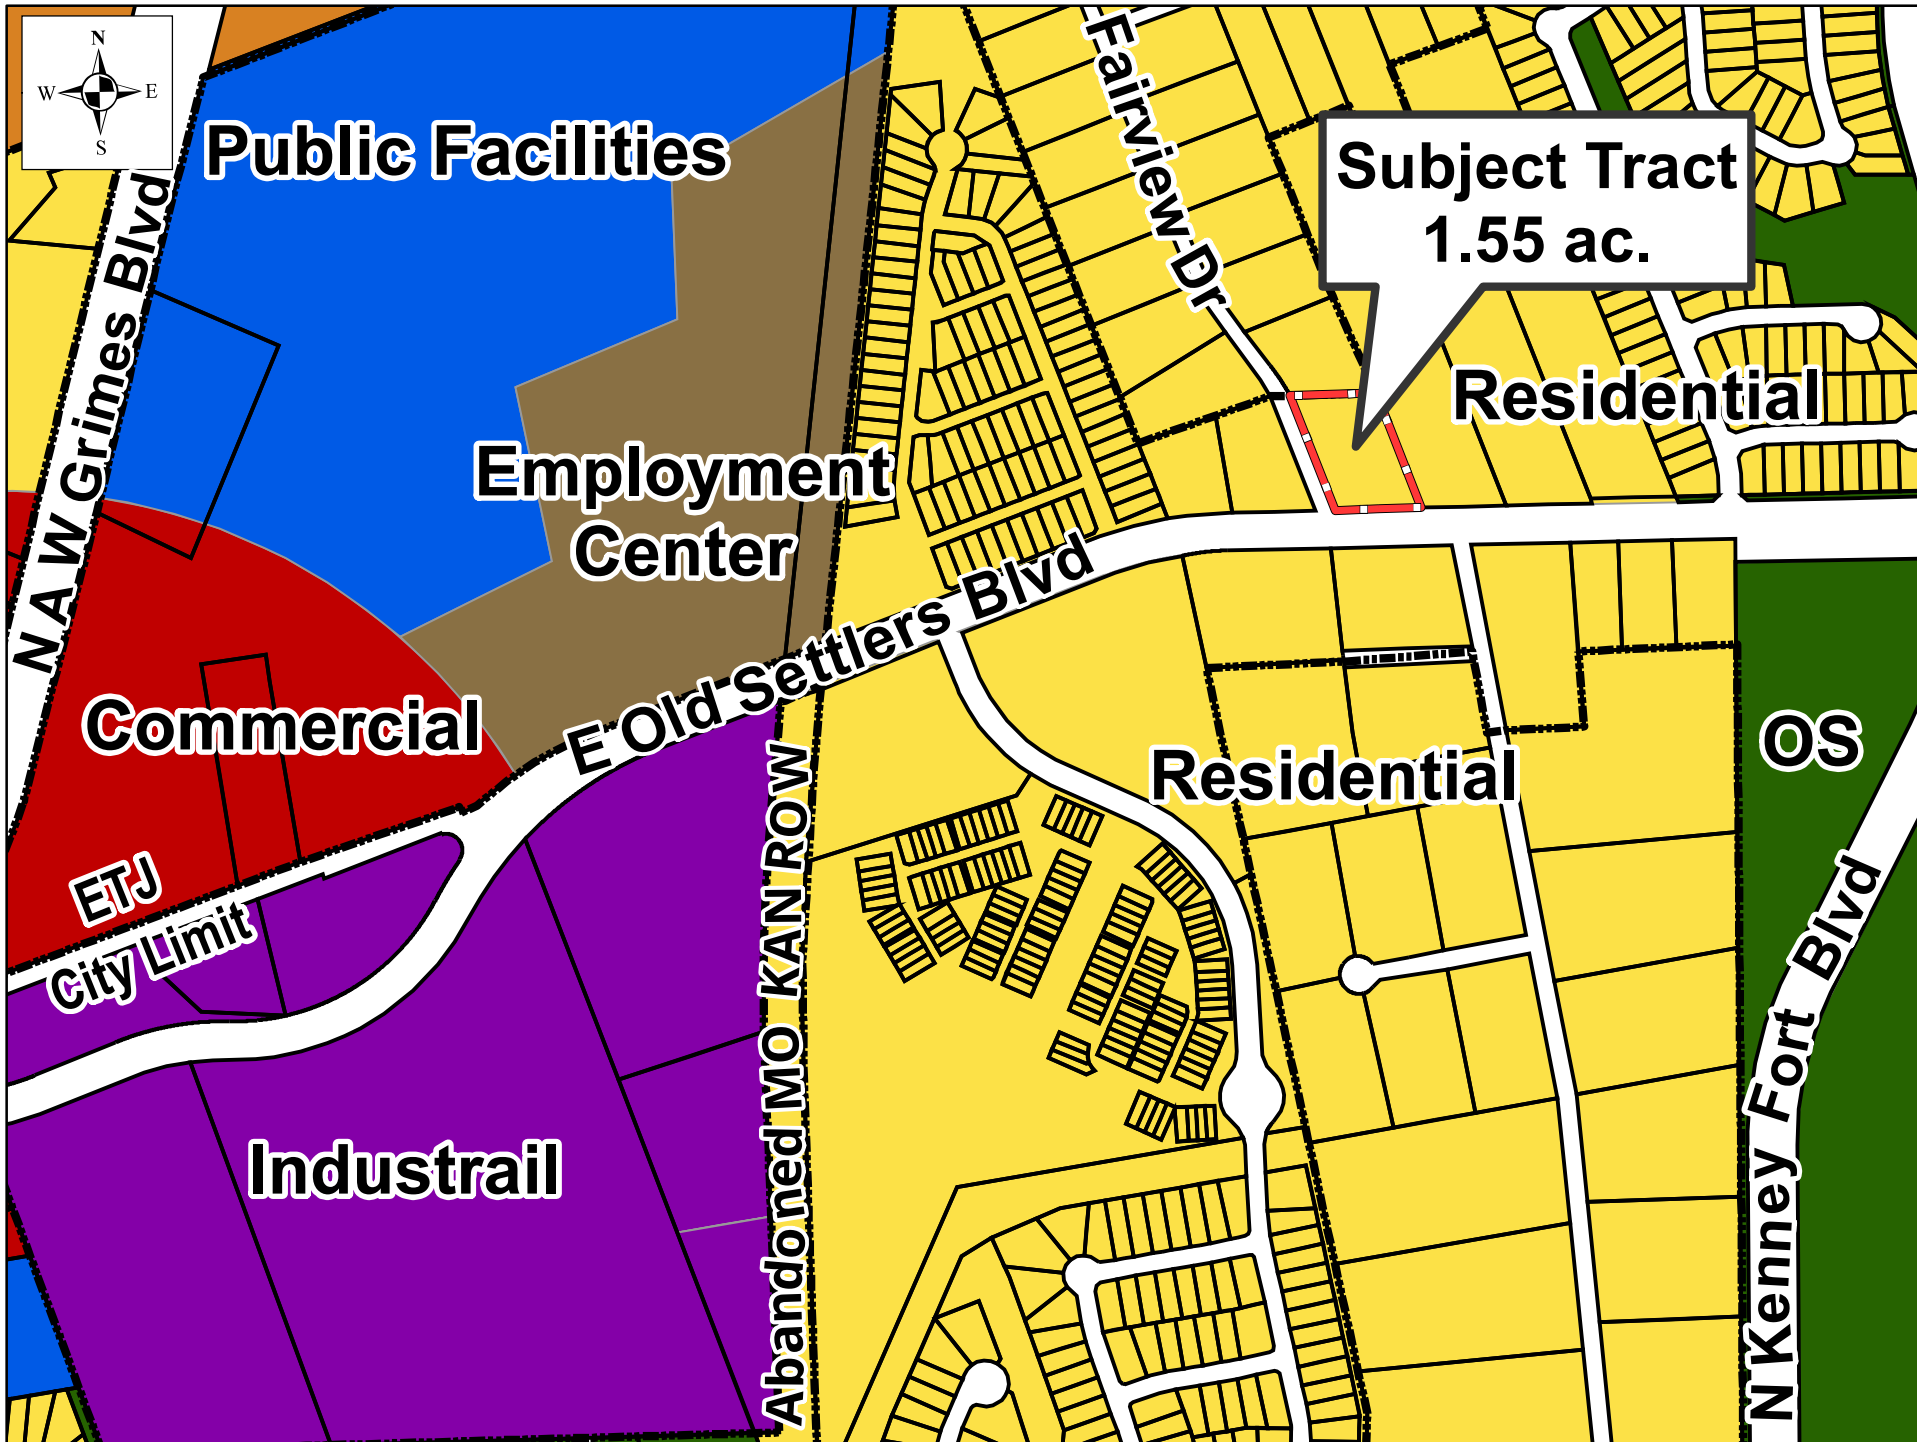 N
W
E
S
Public Facilities
Fairview Dr
Subject Tract
1.55 ac.
N A W Grimes Blvd
Residential
Employment
Center
E Old Settlers Blvd
Commercial
OS
Residential
ETJ
City Limit
Abandoned MO KAN ROW
N Kenney Fort Blvd
Industrail